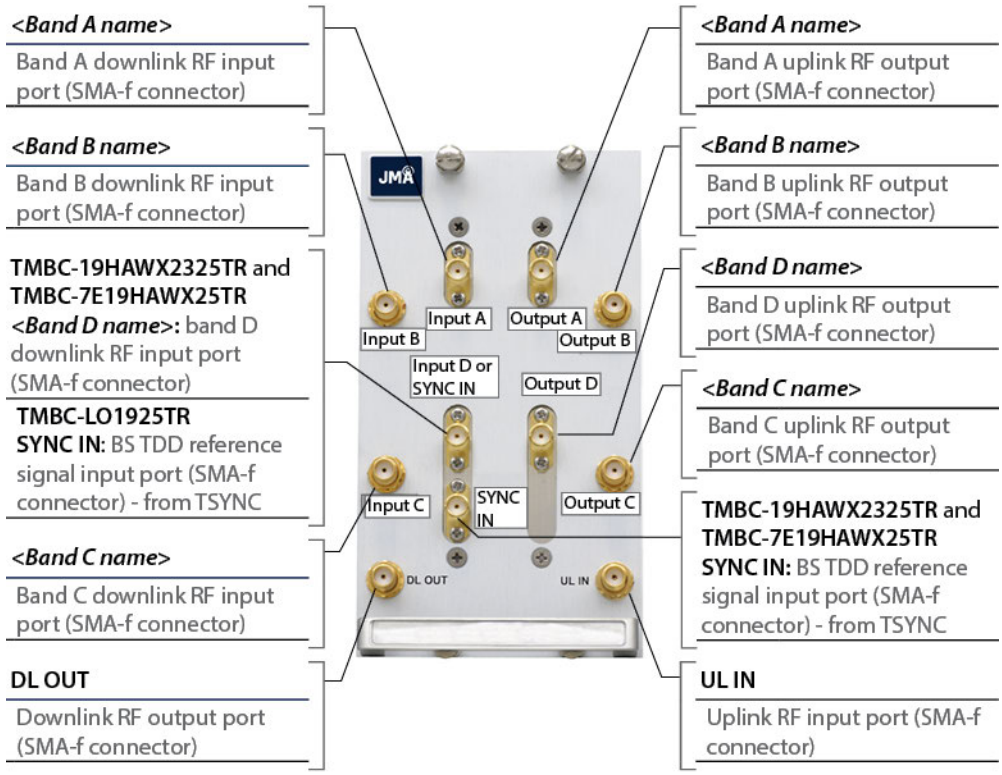 <Band A name>
Band A downlink RF input
port (SMA-f connector)
<Band B name>
Band B downlink RF input
port (SMA-f connector)
TMBC-19HAWX2325TR and
TMBC-7E19HAWX25TR
<Band D name>: band D
downlink RF input port
(SMA-f connector)
TMBC-LO1925TR
SYNC IN: BS TDD reference
signal input port (SMA-f
connector) - from TSYNC
<Band C name>
Band C downlink RF input
port (SMA-f connector)
DL OUT
Downlink RF output port
(SMA-f connector)
JMA
Input A
Output A
Input B
Output B
Input D or
SYNC IN
Output D
Input C
SYNC
IN
Output C
DL OUT
UL IN
<Band A name>
Band A uplink RF output
port (SMA-f connector)
<Band B name>
Band B uplink RF output
port (SMA-f connector)
<Band D name>
Band D uplink RF output
port (SMA-f connector)
<Band C name>
Band C uplink RF output
port (SMA-f connector)
TMBC-19HAWX2325TR and
TMBC-7E19HAWX25TR
SYNC IN: BS TDD reference
signal input port (SMA-f
connector) - from TSYNC
UL IN
Uplink RF input port (SMA-f
connector)